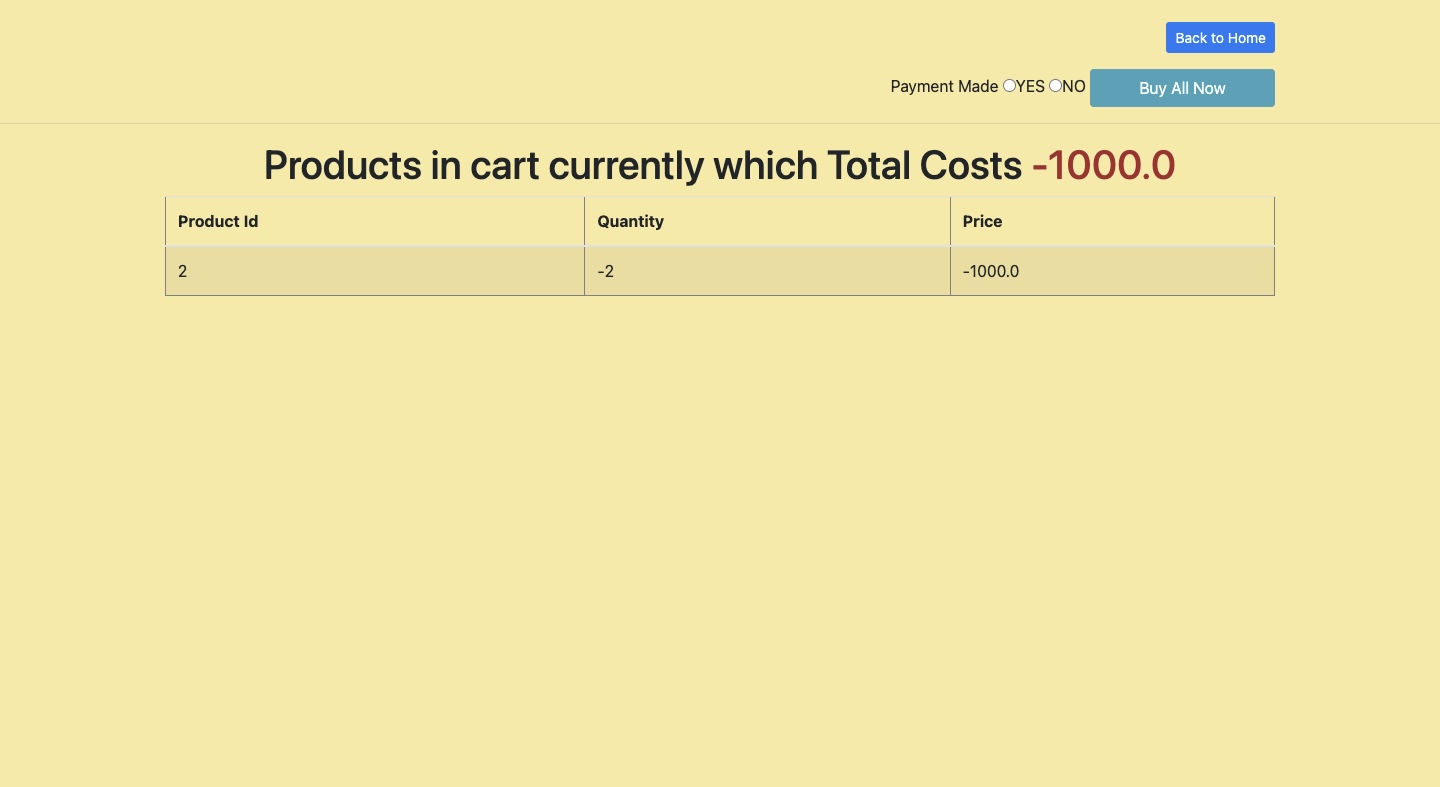 Back to Home
Payment Made YES NO Buy All Now
Products in cart currently which Total Costs -1000.0
Product Id Quantity Price
2 -2 -1000.0